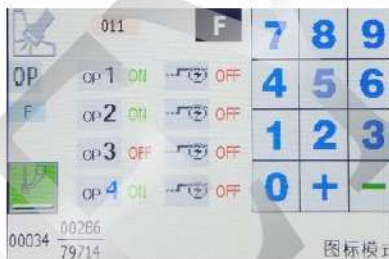 011 F 7 8 9
OP OP 1 ON OFF 4 5 6
F OP 2 ON OFF
OP 3 OFF OFF 1 2 3
OP 4 ON OFF 0 + −
00034 00286
79714 图标模式